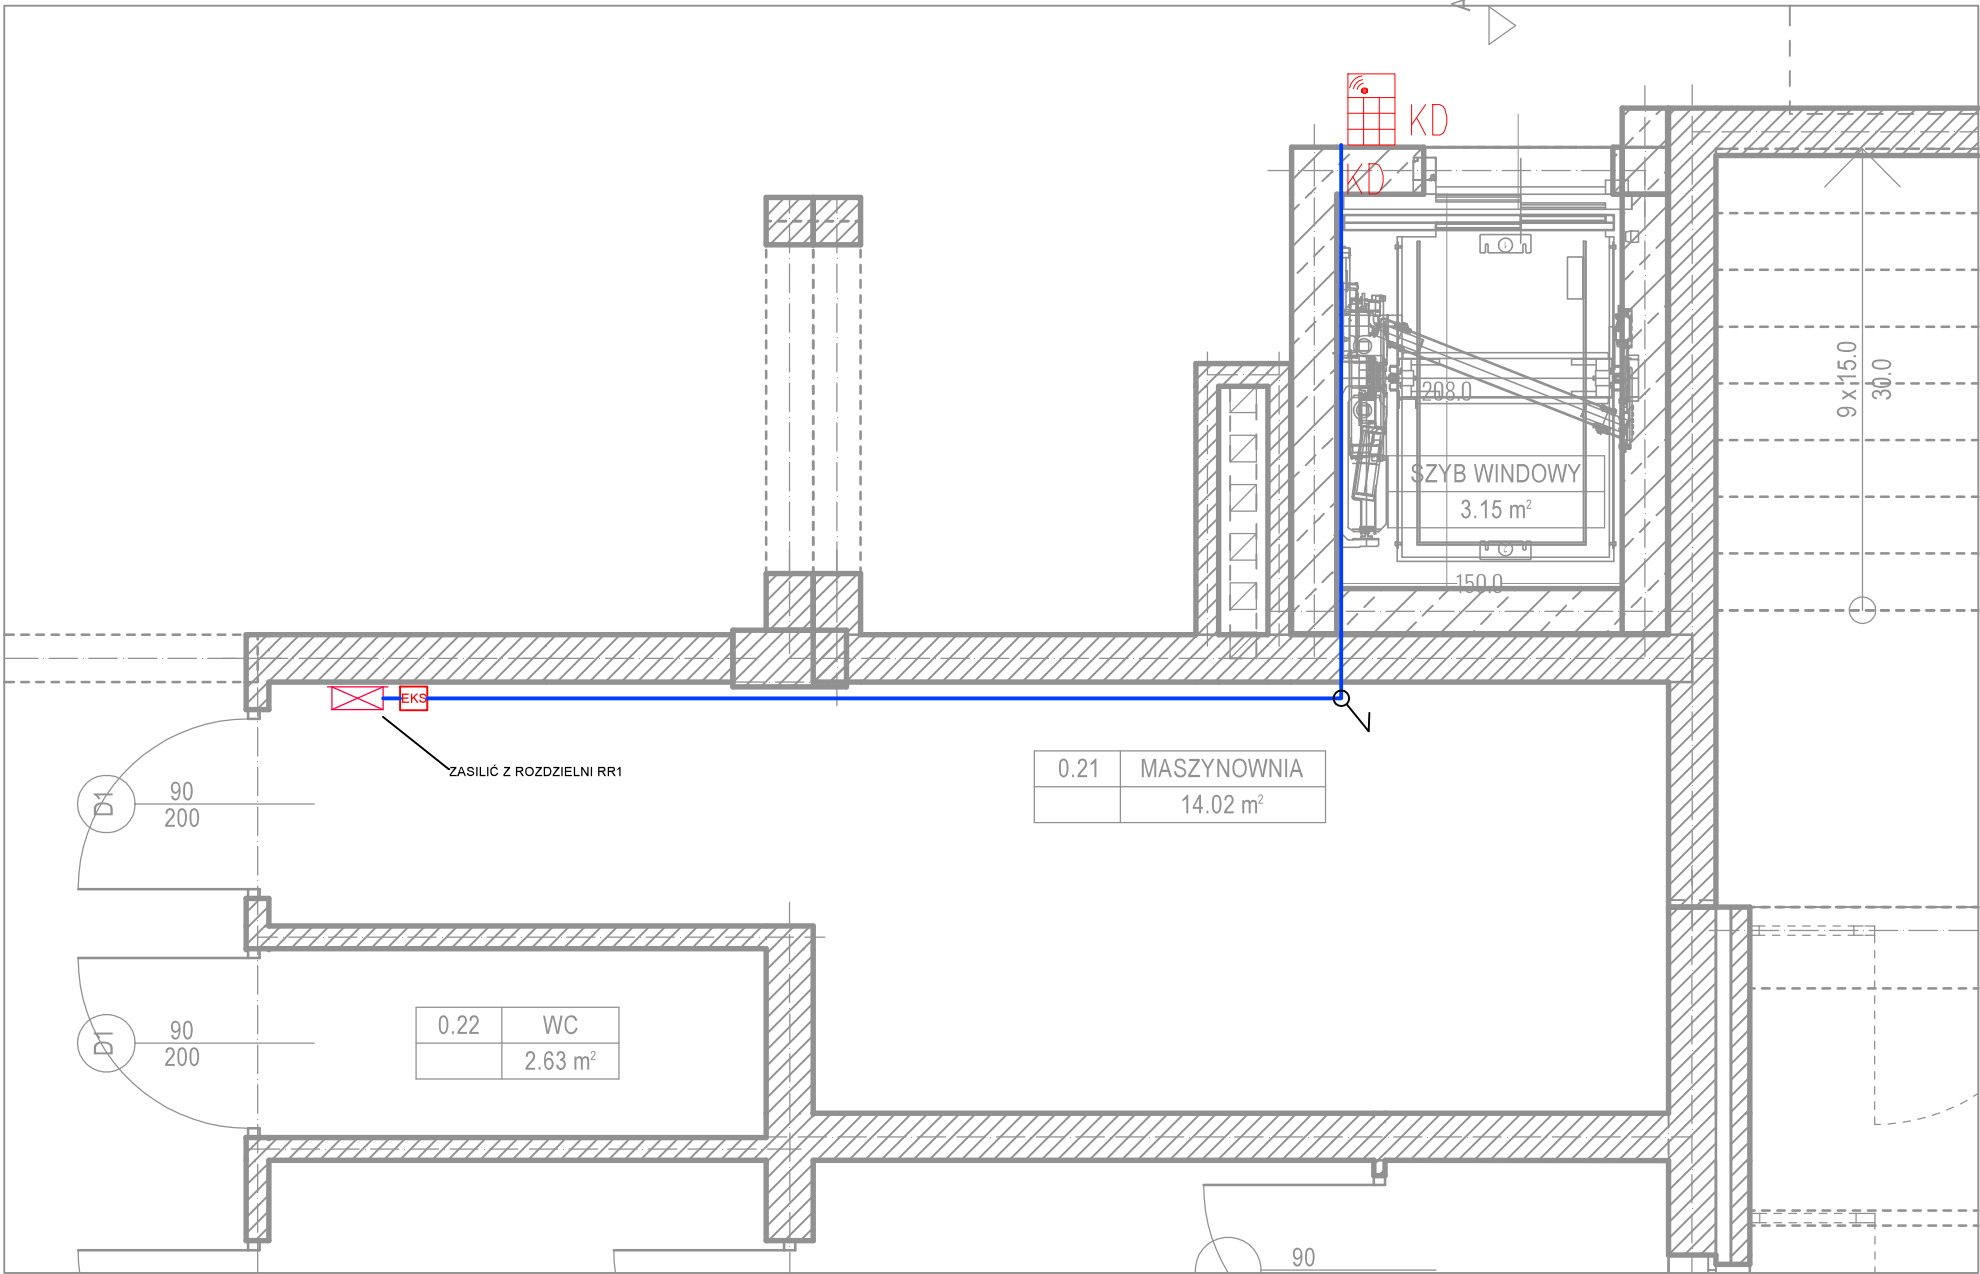 A
KD
KD
9 x 15.0
30.0
208.0
SZYB WINDOWY
3.15 m²
150.0
EKS
ZASILIĆ Z ROZDZIELNI RR1
0.21 MASZYNOWNIA
14.02 m²
D1
90
200
0.22 WC
2.63 m²
D1
90
200
90